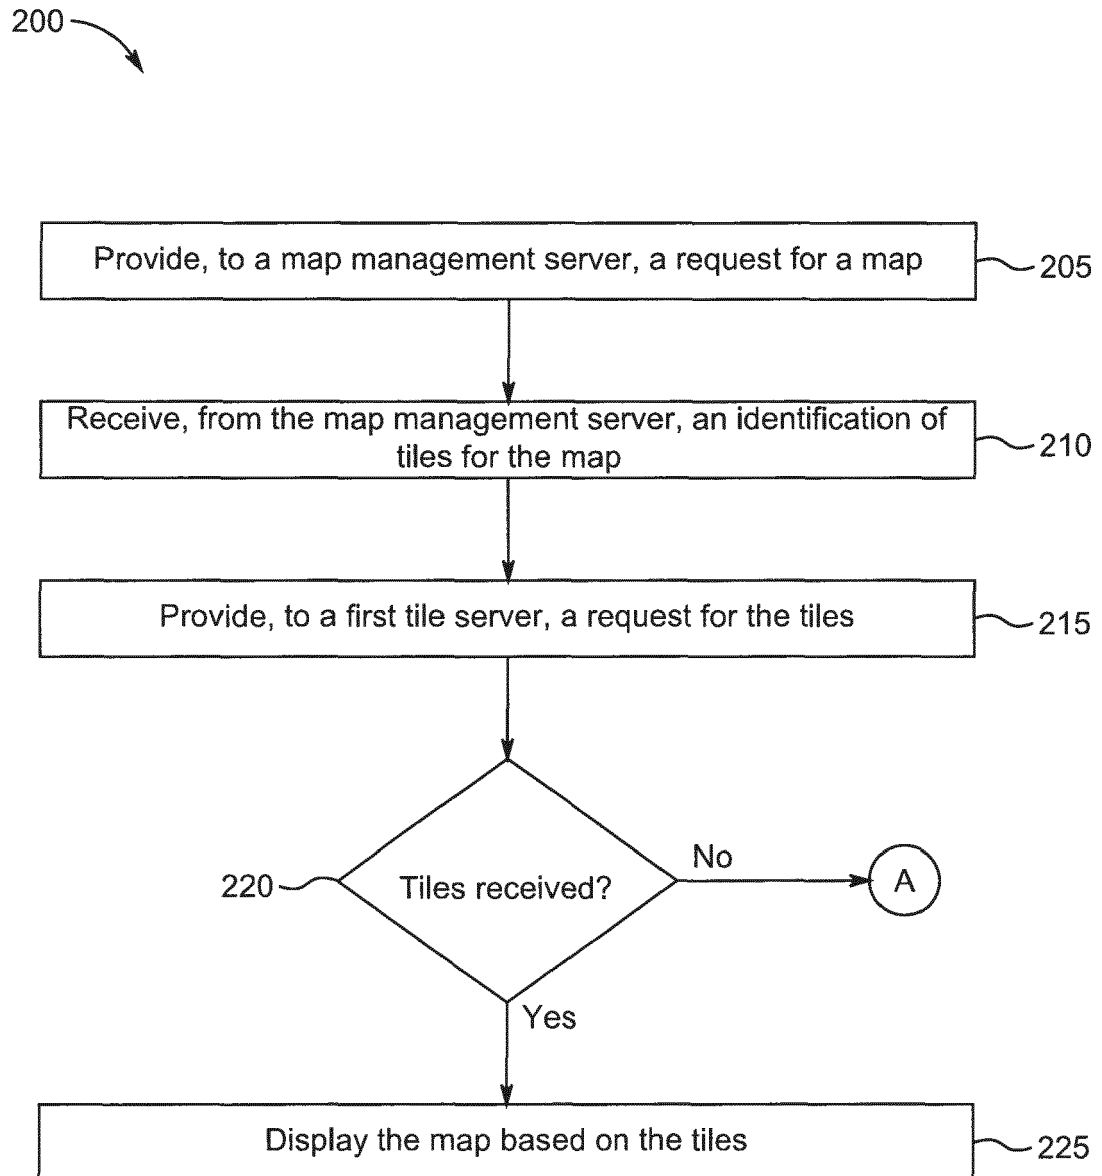 200
Provide, to a map management server, a request for a map
205
Receive, from the map management server, an identification of
tiles for the map
210
Provide, to a first tile server, a request for the tiles
215
No
220
Tiles received?
A
Yes
Display the map based on the tiles
225